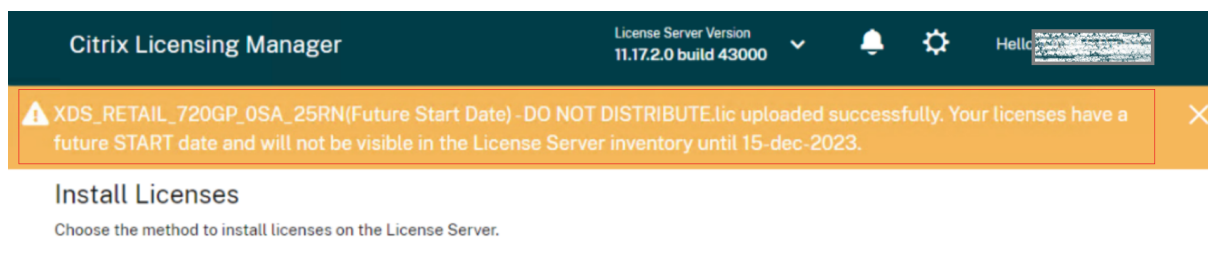 Citrix Licensing Manager
License Server Version
11.17.2.0 build 43000
Hello
XDS_RETAIL_720GP_0SA_25RN(Future Start Date) - DO NOT DISTRIBUTE.lic uploaded successfully. Your licenses have a
future START date and will not be visible in the License Server inventory until 15-dec-2023.
Install Licenses
Choose the method to install licenses on the License Server.